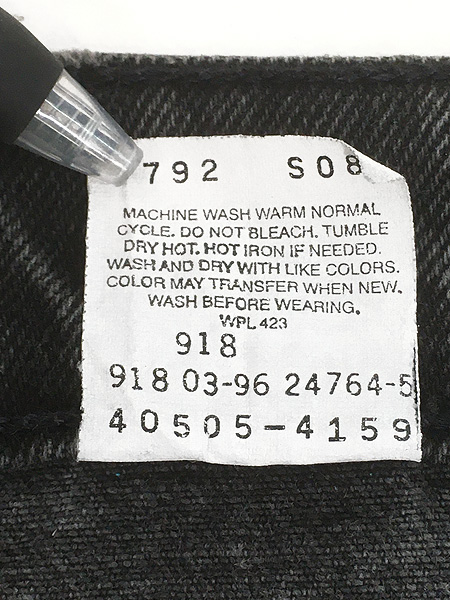 792 S08
MACHINE WASH WARM NORMAL
CYCLE. DO NOT BLEACH. TUMBLE
DRY HOT. HOT IRON IF NEEDED.
WASH AND DRY WITH LIKE COLORS.
COLOR MAY TRANSFER WHEN NEW.
WASH BEFORE WEARING.
WPL 423
918
918 03-96 24764-5
40505-4159